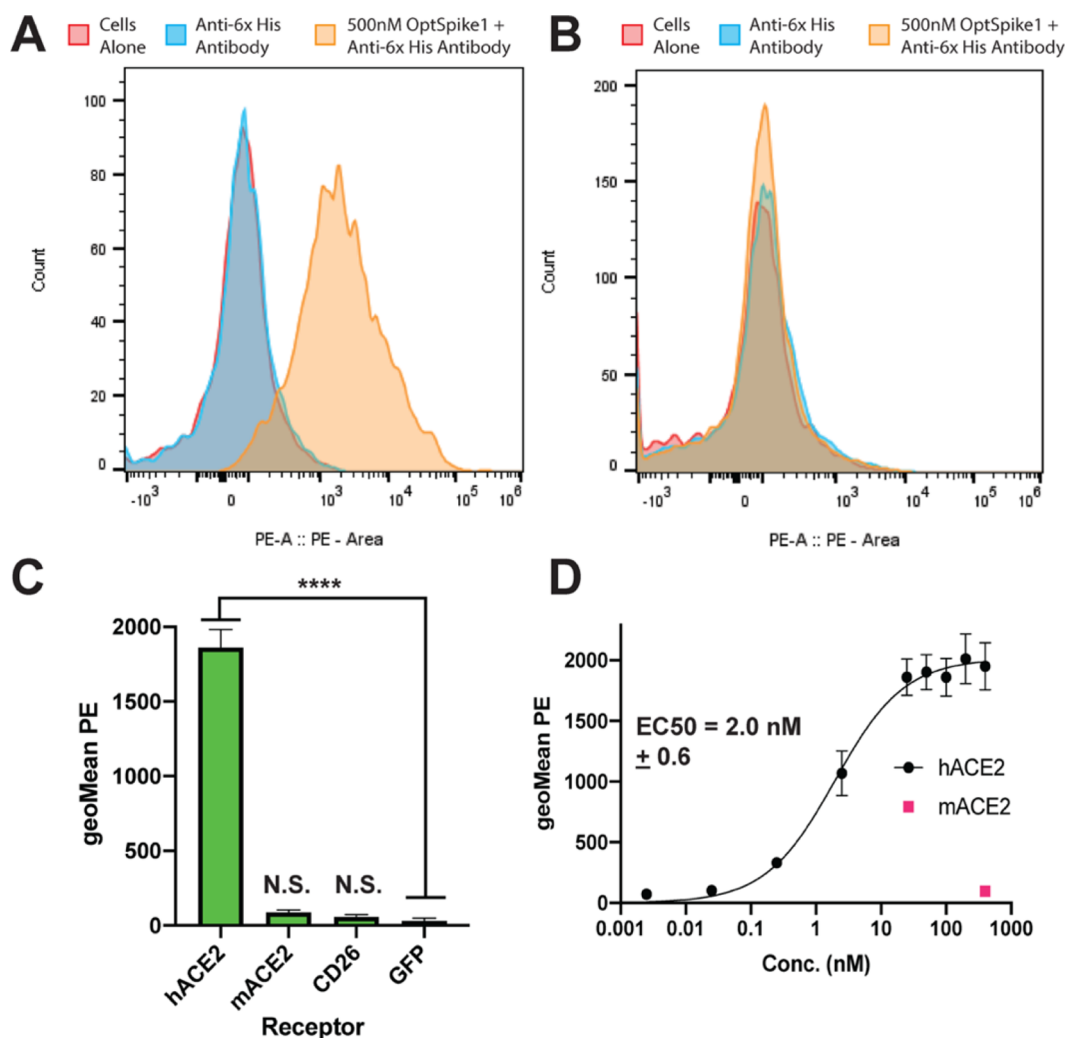 A
Cells
Alone
Anti-6x His
Antibody
500nM OptSpike1 +
Anti-6x His Antibody
100
80
60
40
20
0
Count
-10³ 0 10³ 10⁴ 10⁵ 10⁶
PE-A :: PE - Area
B
Cells
Alone
Anti-6x His
Antibody
500nM OptSpike1 +
Anti-6x His Antibody
200
150
100
50
0
Count
-10³ 0 10³ 10⁴ 10⁵ 10⁶
PE-A :: PE - Area
C
****
2000
1500
1000
500
0
geoMean PE
N.S. N.S.
hACE2 mACE2 CD26 GFP
Receptor
D
2000
1500
1000
500
0
geoMean PE
EC50 = 2.0 nM
± 0.6
hACE2
mACE2
0.001 0.01 0.1 1 10 100 1000
Conc. (nM)